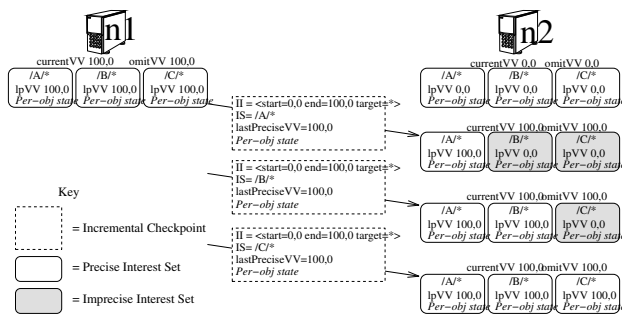 n1
n2
currentVV 100,0 omitVV 100,0
/A/* /B/* /C/*
lpVV 100,0 lpVV 100,0 lpVV 100,0
Per-obj state Per-obj state Per-obj state
currentVV 0,0 omitVV 0,0
/A/* /B/* /C/*
lpVV 0,0 lpVV 0,0 lpVV 0,0
Per-obj state Per-obj state Per-obj state
II = <start=0,0 end=100,0 target=*>
IS= /A/*
lastPreciseVV=100,0
Per-obj state
currentVV 100,0 omitVV 100,0
/A/* /B/* /C/*
lpVV 100,0 lpVV 0,0 lpVV 0,0
Per-obj state Per-obj state Per-obj state
II = <start=0,0 end=100,0 target=*>
IS= /B/*
lastPreciseVV=100,0
Per-obj state
currentVV 100,0 omitVV 100,0
/A/* /B/* /C/*
lpVV 100,0 lpVV 100,0 lpVV 0,0
Per-obj state Per-obj state Per-obj state
II = <start=0,0 end=100,0 target=*>
IS= /C/*
lastPreciseVV=100,0
Per-obj state
currentVV 100,0 omitVV 100,0
/A/* /B/* /C/*
lpVV 100,0 lpVV 100,0 lpVV 100,0
Per-obj state Per-obj state Per-obj state
Key
= Incremental Checkpoint
= Precise Interest Set
= Imprecise Interest Set